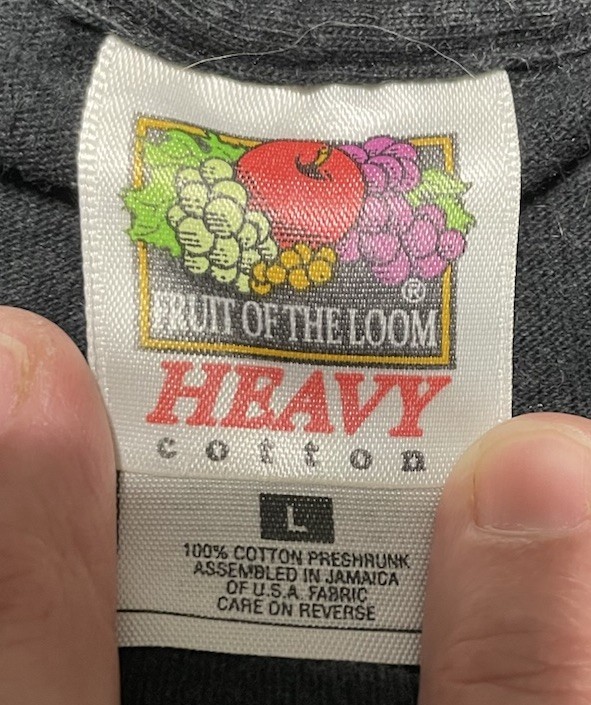 ®
FRUIT OF THE LOOM
HEAVY
cotton
L
100% COTTON PRESHRUNK
ASSEMBLED IN JAMAICA
OF U.S.A. FABRIC
CARE ON REVERSE